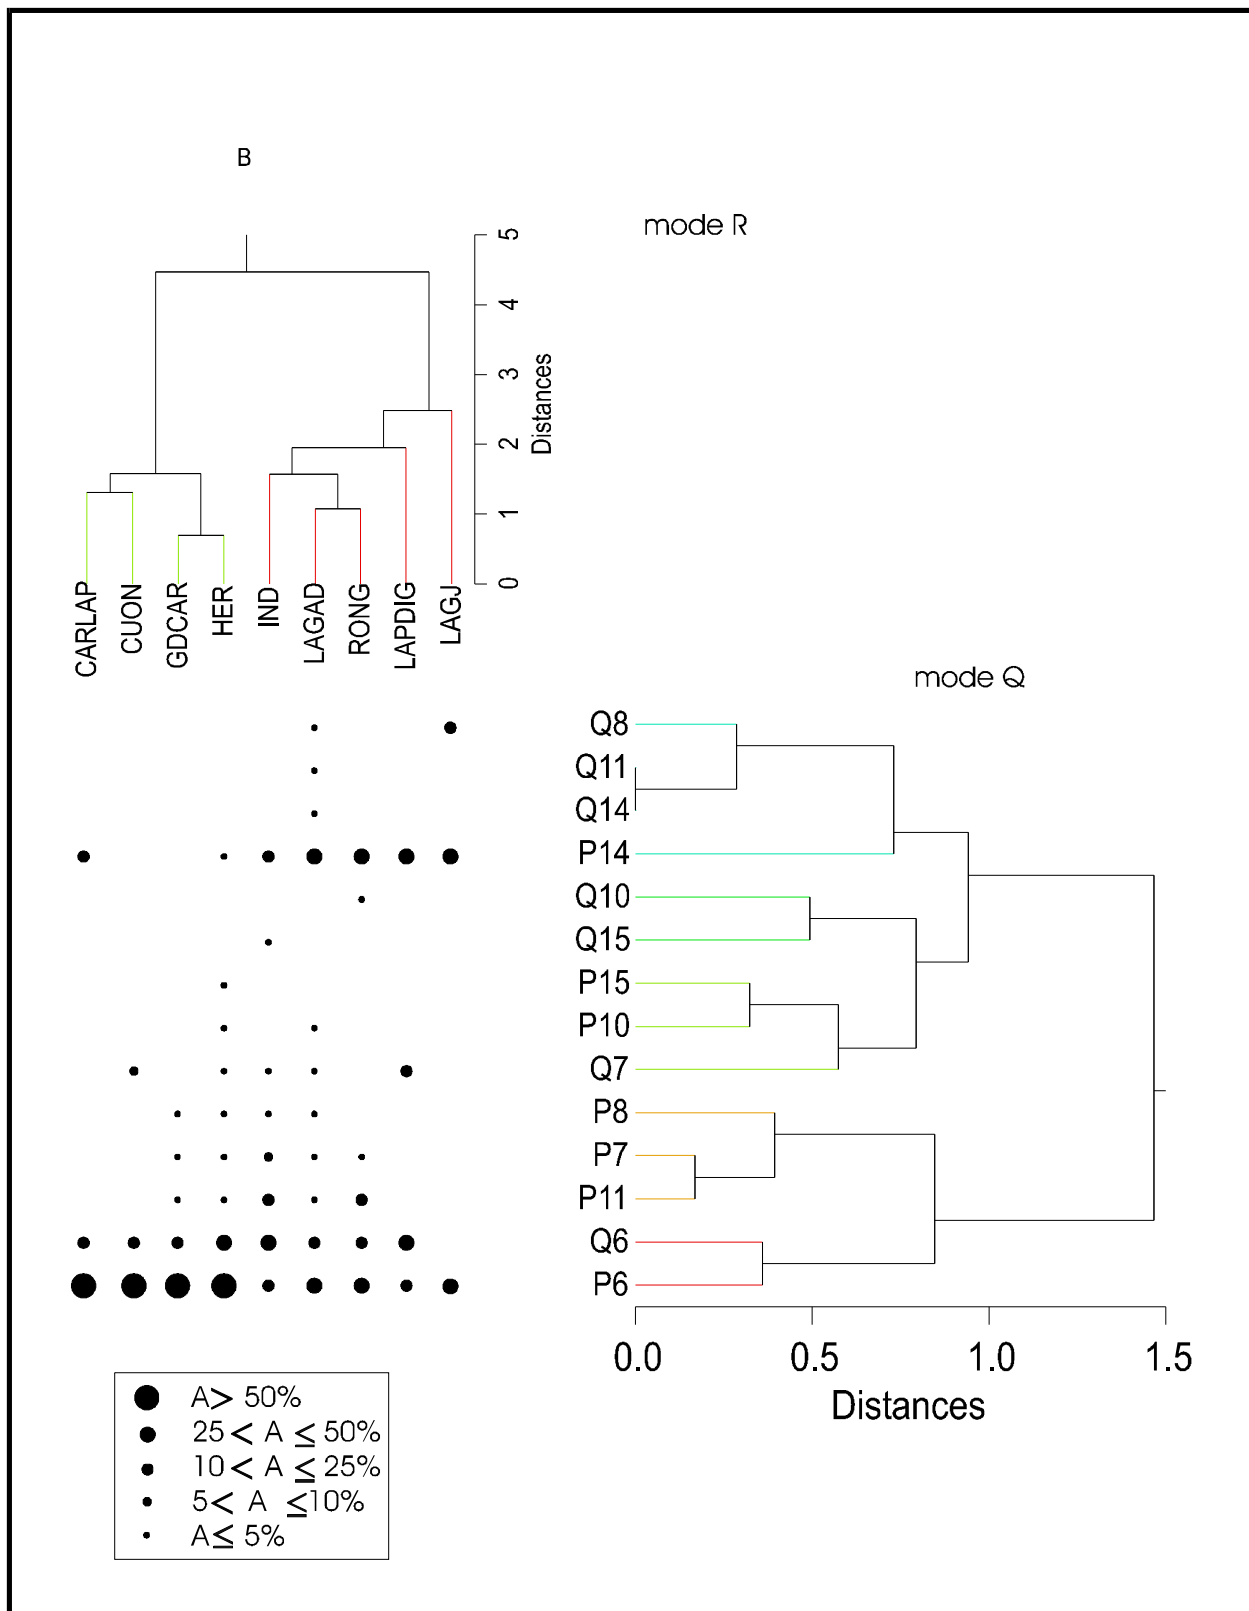 B
mode R
5
4
3
2
1
0
Distances
CARLAP
CUON
GDCAR
HER
IND
LAGAD
RONG
LAPDIG
LAGJ
mode Q
Q8
Q11
Q14
P14
Q10
Q15
P15
P10
Q7
P8
P7
P11
Q6
P6
0.0 0.5 1.0 1.5
Distances
A> 50%
25 < A ≤ 50%
10 < A ≤ 25%
5< A ≤10%
A≤ 5%